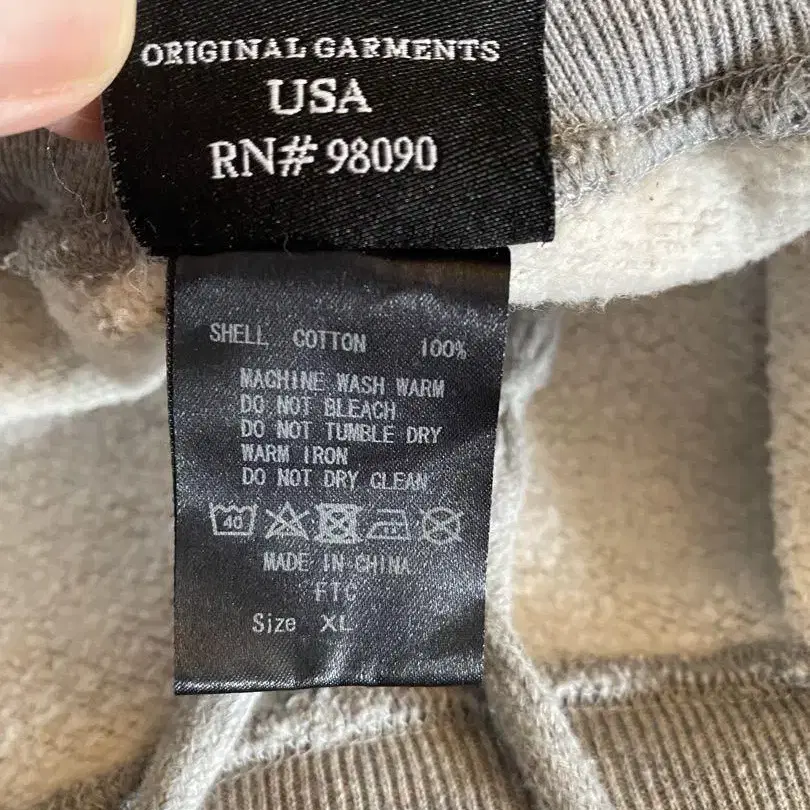 ORIGINAL GARMENTS
USA
RN# 98090
SHELL COTTON 100%
MACHINE WASH WARM
DO NOT BLEACH
DO NOT TUMBLE DRY
WARM IRON
DO NOT DRY CLEAN
40
MADE IN CHINA
FTC
Size XL